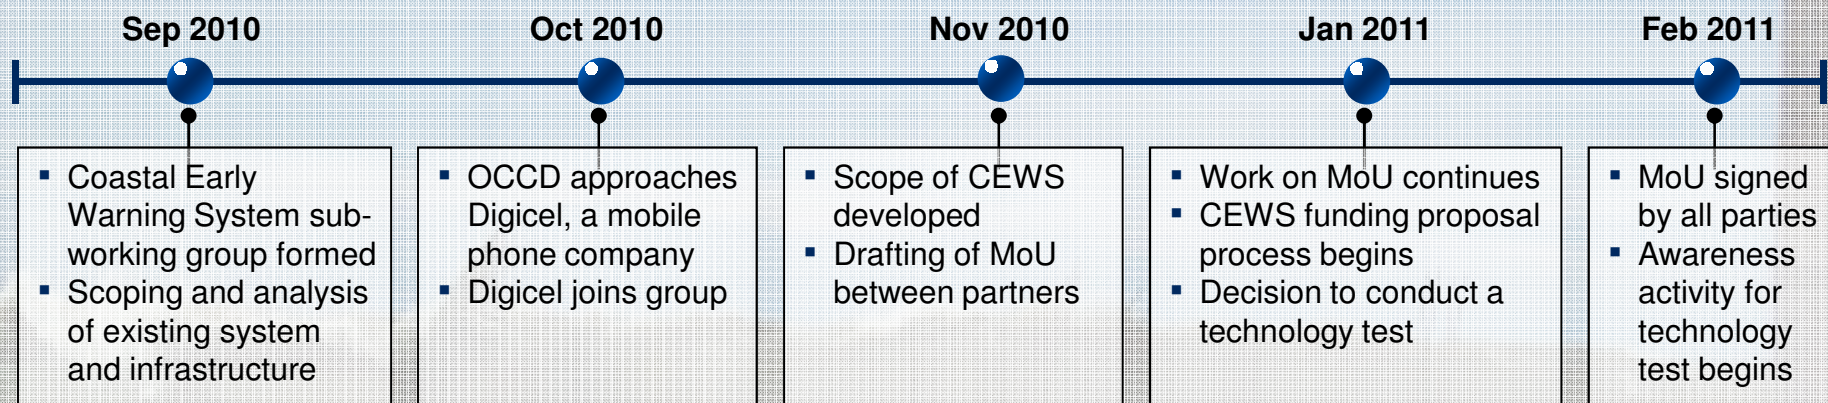 Sep 2010
Oct 2010
Nov 2010
Jan 2011
Feb 2011
▪ Coastal Early
Warning System sub-
working group formed
▪ Scoping and analysis
of existing system
and infrastructure
▪ OCCD approaches
Digicel, a mobile
phone company
▪ Digicel joins group
▪ Scope of CEWS
developed
▪ Drafting of MoU
between partners
▪ Work on MoU continues
▪ CEWS funding proposal
process begins
▪ Decision to conduct a
technology test
▪ MoU signed
by all parties
▪ Awareness
activity for
technology
test begins